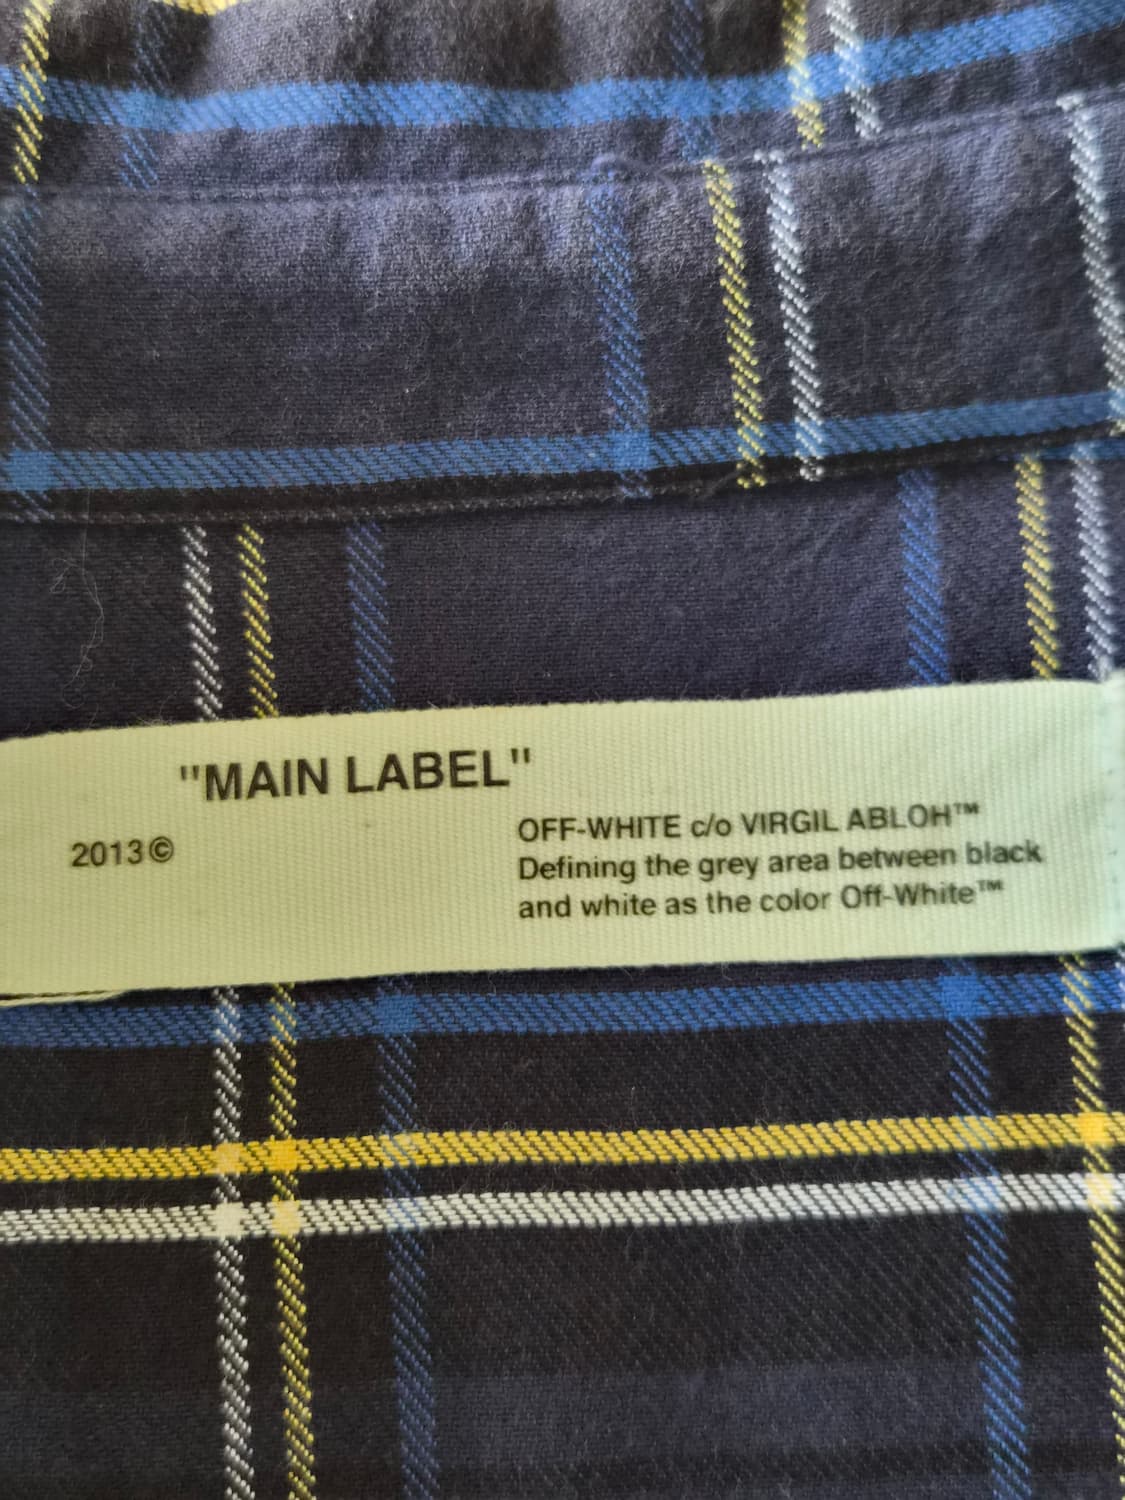 "MAIN LABEL"
2013©
OFF-WHITE c/o VIRGIL ABLOH™
Defining the grey area between black
and white as the color Off-White™